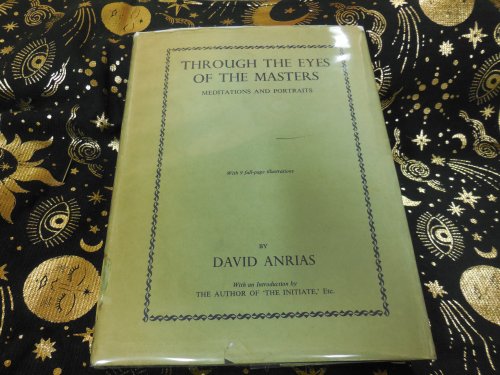 THROUGH THE EYES
OF THE MASTERS
MEDITATIONS AND PORTRAITS
With 9 full-page illustrations
BY
DAVID ANRIAS
With an Introduction by
THE AUTHOR OF "THE INITIATE," Etc.